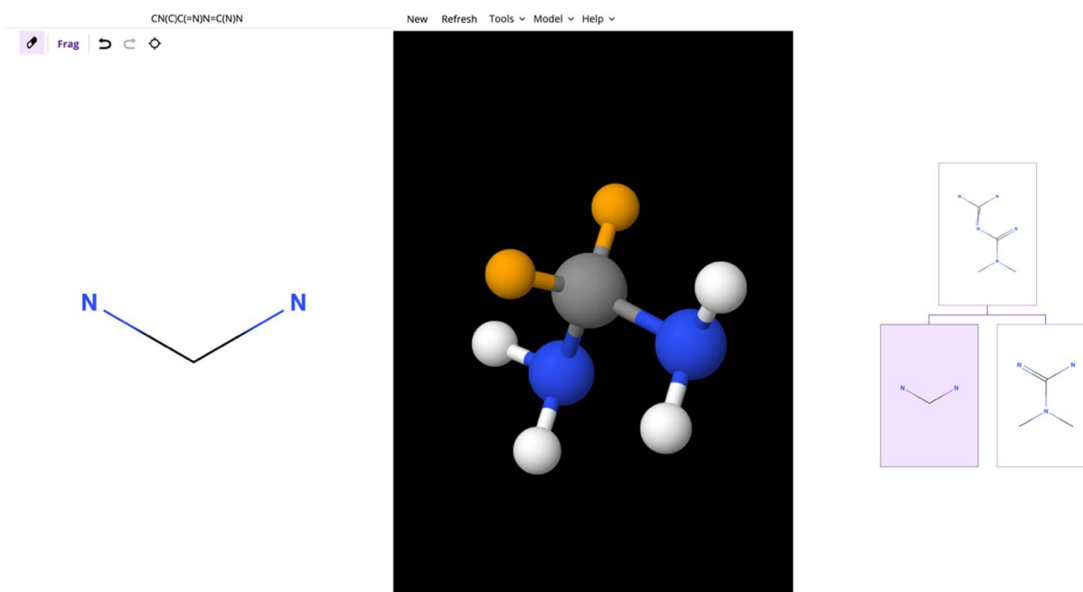 CN(C)C(=N)N=C(N)N
New Refresh Tools Model Help
Frag
N N
N N
N
N
N
N N
N N
N